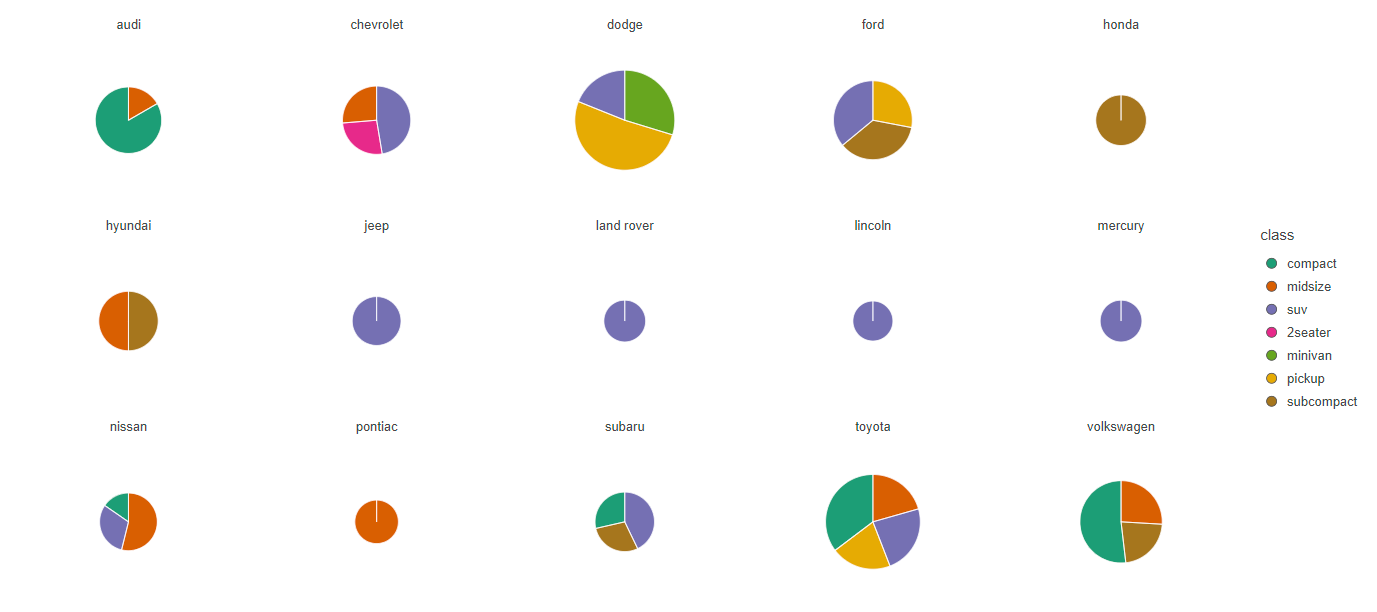 audi
chevrolet
dodge
ford
honda
hyundai
jeep
land rover
lincoln
mercury
nissan
pontiac
subaru
toyota
volkswagen
class
compact
midsize
suv
2seater
minivan
pickup
subcompact